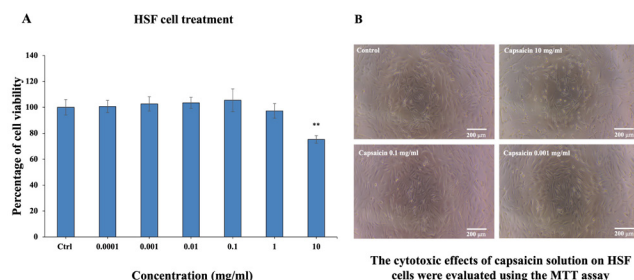 A
HSF cell treatment
Percentage of cell viability
140
120
100
80
60
40
20
0
**
Ctrl 0.0001 0.001 0.01 0.1 1 10
Concentration (mg/ml)
B
Control
200 µm
Capsaicin 10 mg/ml
200 µm
Capsaicin 0.1 mg/ml
200 µm
Capsaicin 0.001 mg/ml
200 µm
The cytotoxic effects of capsaicin solution on HSF
cells were evaluated using the MTT assay